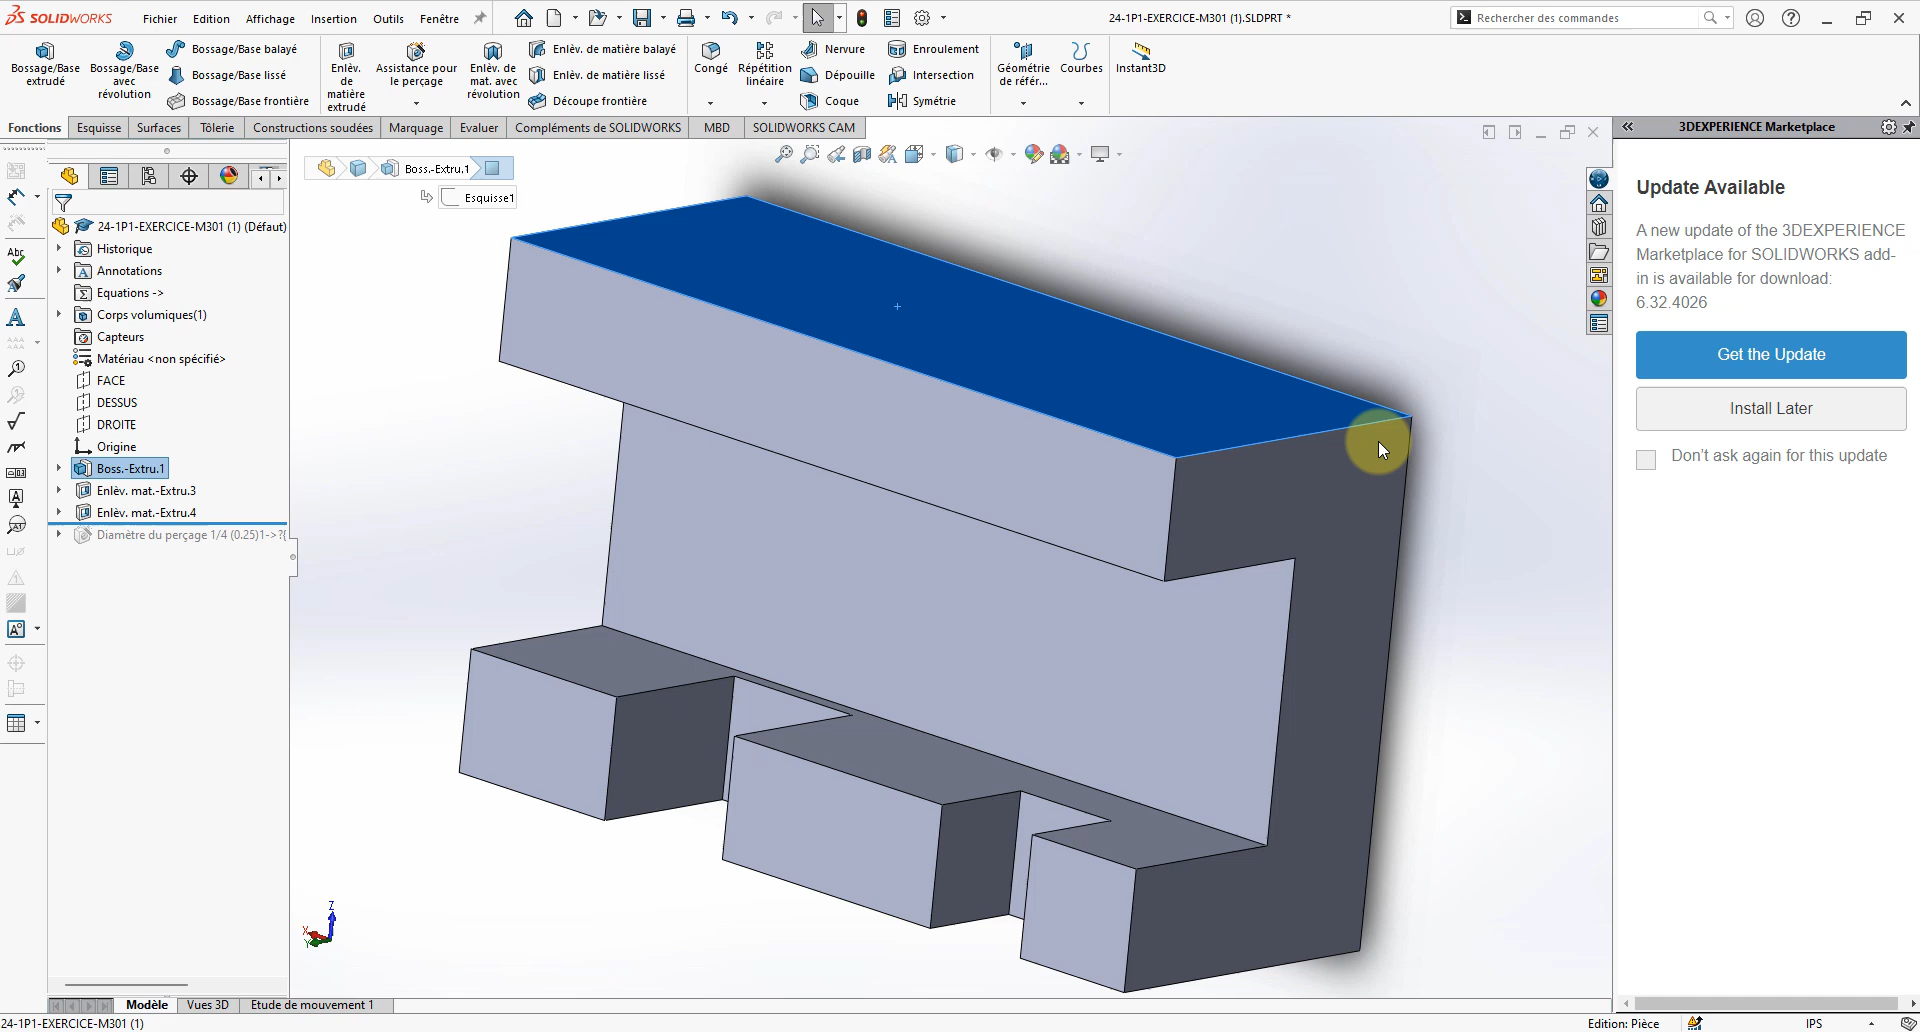 SOLIDWORKS
Fichier
Edition
Affichage
Insertion
Outils
Fenêtre
24-1P1-EXERCICE-M301 (1).SLDPRT *
Rechercher des commandes
Bossage/Base
extrudé
Bossage/Base
avec
révolution
Bossage/Base balayé
Bossage/Base lissé
Bossage/Base frontière
Enlèv.
de
matière
extrudé
Assistance pour
le perçage
Enlèv. de
mat. avec
révolution
Enlèv. de matière balayé
Enlèv. de matière lissé
Découpe frontière
Congé
Répétition
linéaire
Nervure
Dépouille
Coque
Enroulement
Intersection
Symétrie
Géométrie
de référ...
Courbes
Instant3D
Fonctions
Esquisse
Surfaces
Tôlerie
Constructions soudées
Marquage
Evaluer
Compléments de SOLIDWORKS
MBD
SOLIDWORKS CAM
3DEXPERIENCE Marketplace
Boss.-Extru.1
Esquisse1
24-1P1-EXERCICE-M301 (1) (Défaut)
Historique
Annotations
Equations ->
Corps volumiques(1)
Capteurs
Matériau <non spécifié>
FACE
DESSUS
DROITE
Origine
Boss.-Extru.1
Enlèv. mat.-Extru.3
Enlèv. mat.-Extru.4
Diamètre du perçage 1/4 (0.25)1->?(
Update Available
A new update of the 3DEXPERIENCE
Marketplace for SOLIDWORKS add-
in is available for download:
6.32.4026
Get the Update
Install Later
Don't ask again for this update
Z
X
Y
Modèle
Vues 3D
Etude de mouvement 1
24-1P1-EXERCICE-M301 (1)
Edition: Pièce
IPS